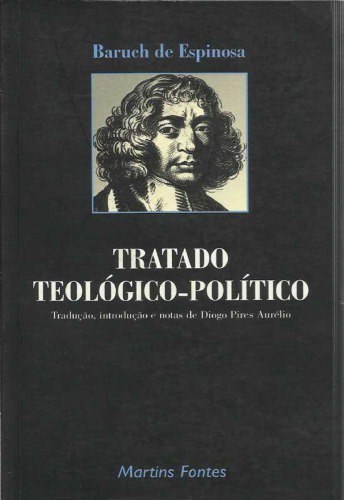 Baruch de Espinosa
TRATADO
TEOLÓGICO-POLÍTICO
Tradução, introdução e notas de Diogo Pires Aurélio
Martins Fontes